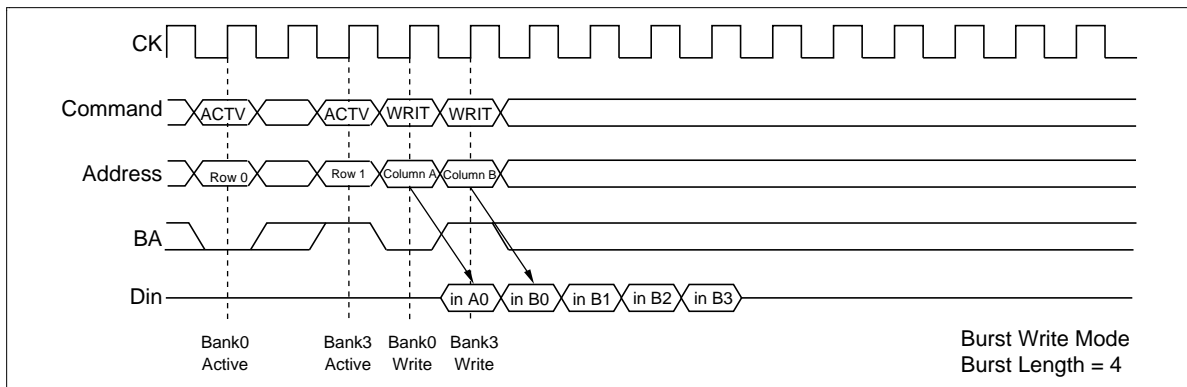 CK
Command ACTV ACTV WRIT WRIT
Address Row 0 Row 1 Column A Column B
BA
Din in A0 in B0 in B1 in B2 in B3
Bank0 Bank3 Bank0 Bank3
Active Active Write Write
Burst Write Mode
Burst Length = 4